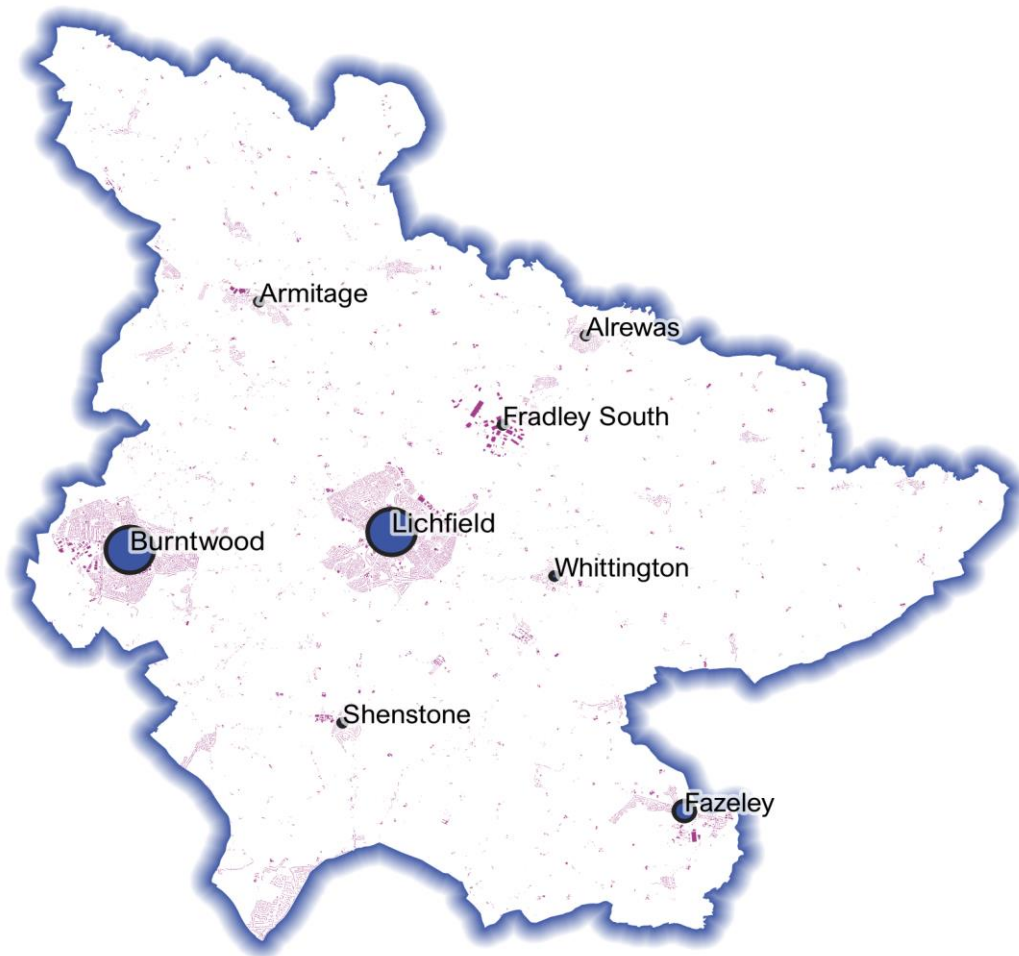 Armitage
Alrewas
Fradley South
Lichfield
Burntwood
Whittington
Shenstone
Fazeley